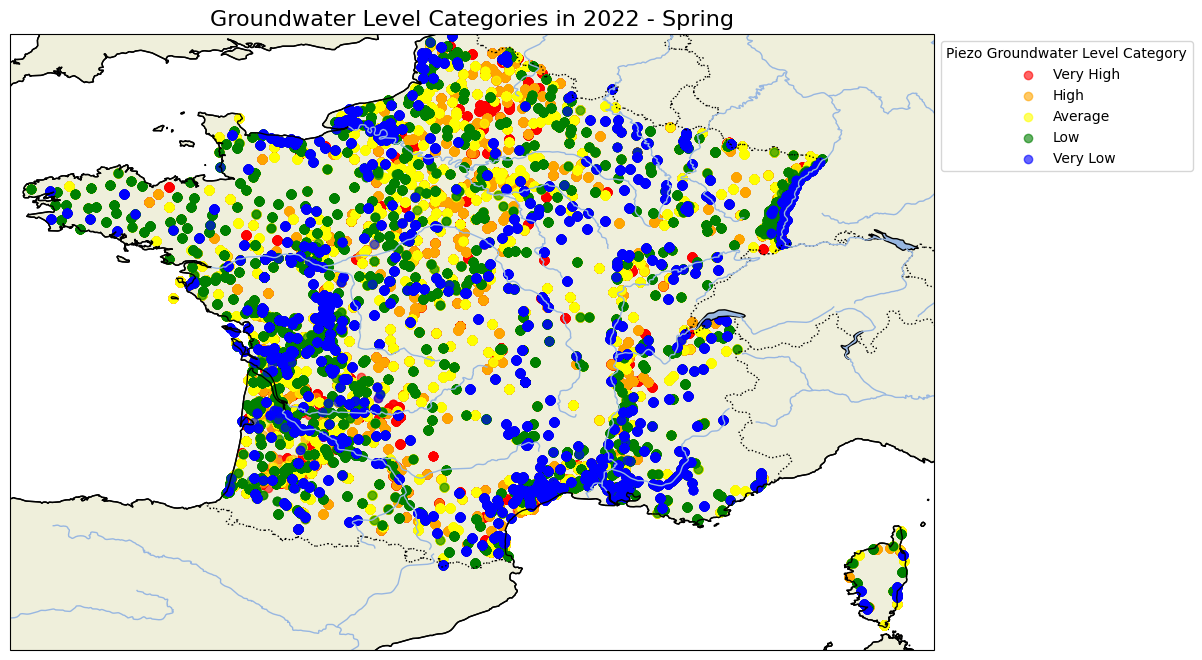 Groundwater Level Categories in 2022 - Spring
Piezo Groundwater Level Category
Very High
High
Average
Low
Very Low